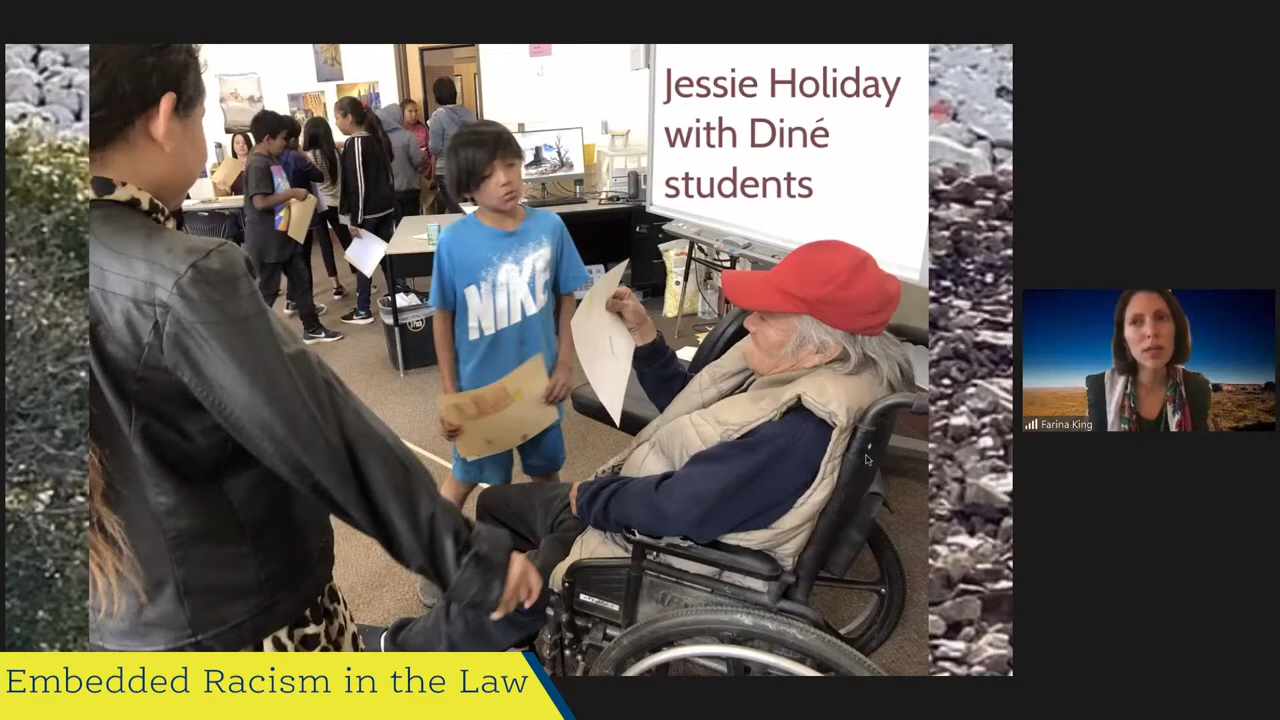 Jessie Holiday
with Diné
students
NIKE
Farina King
Embedded Racism in the Law